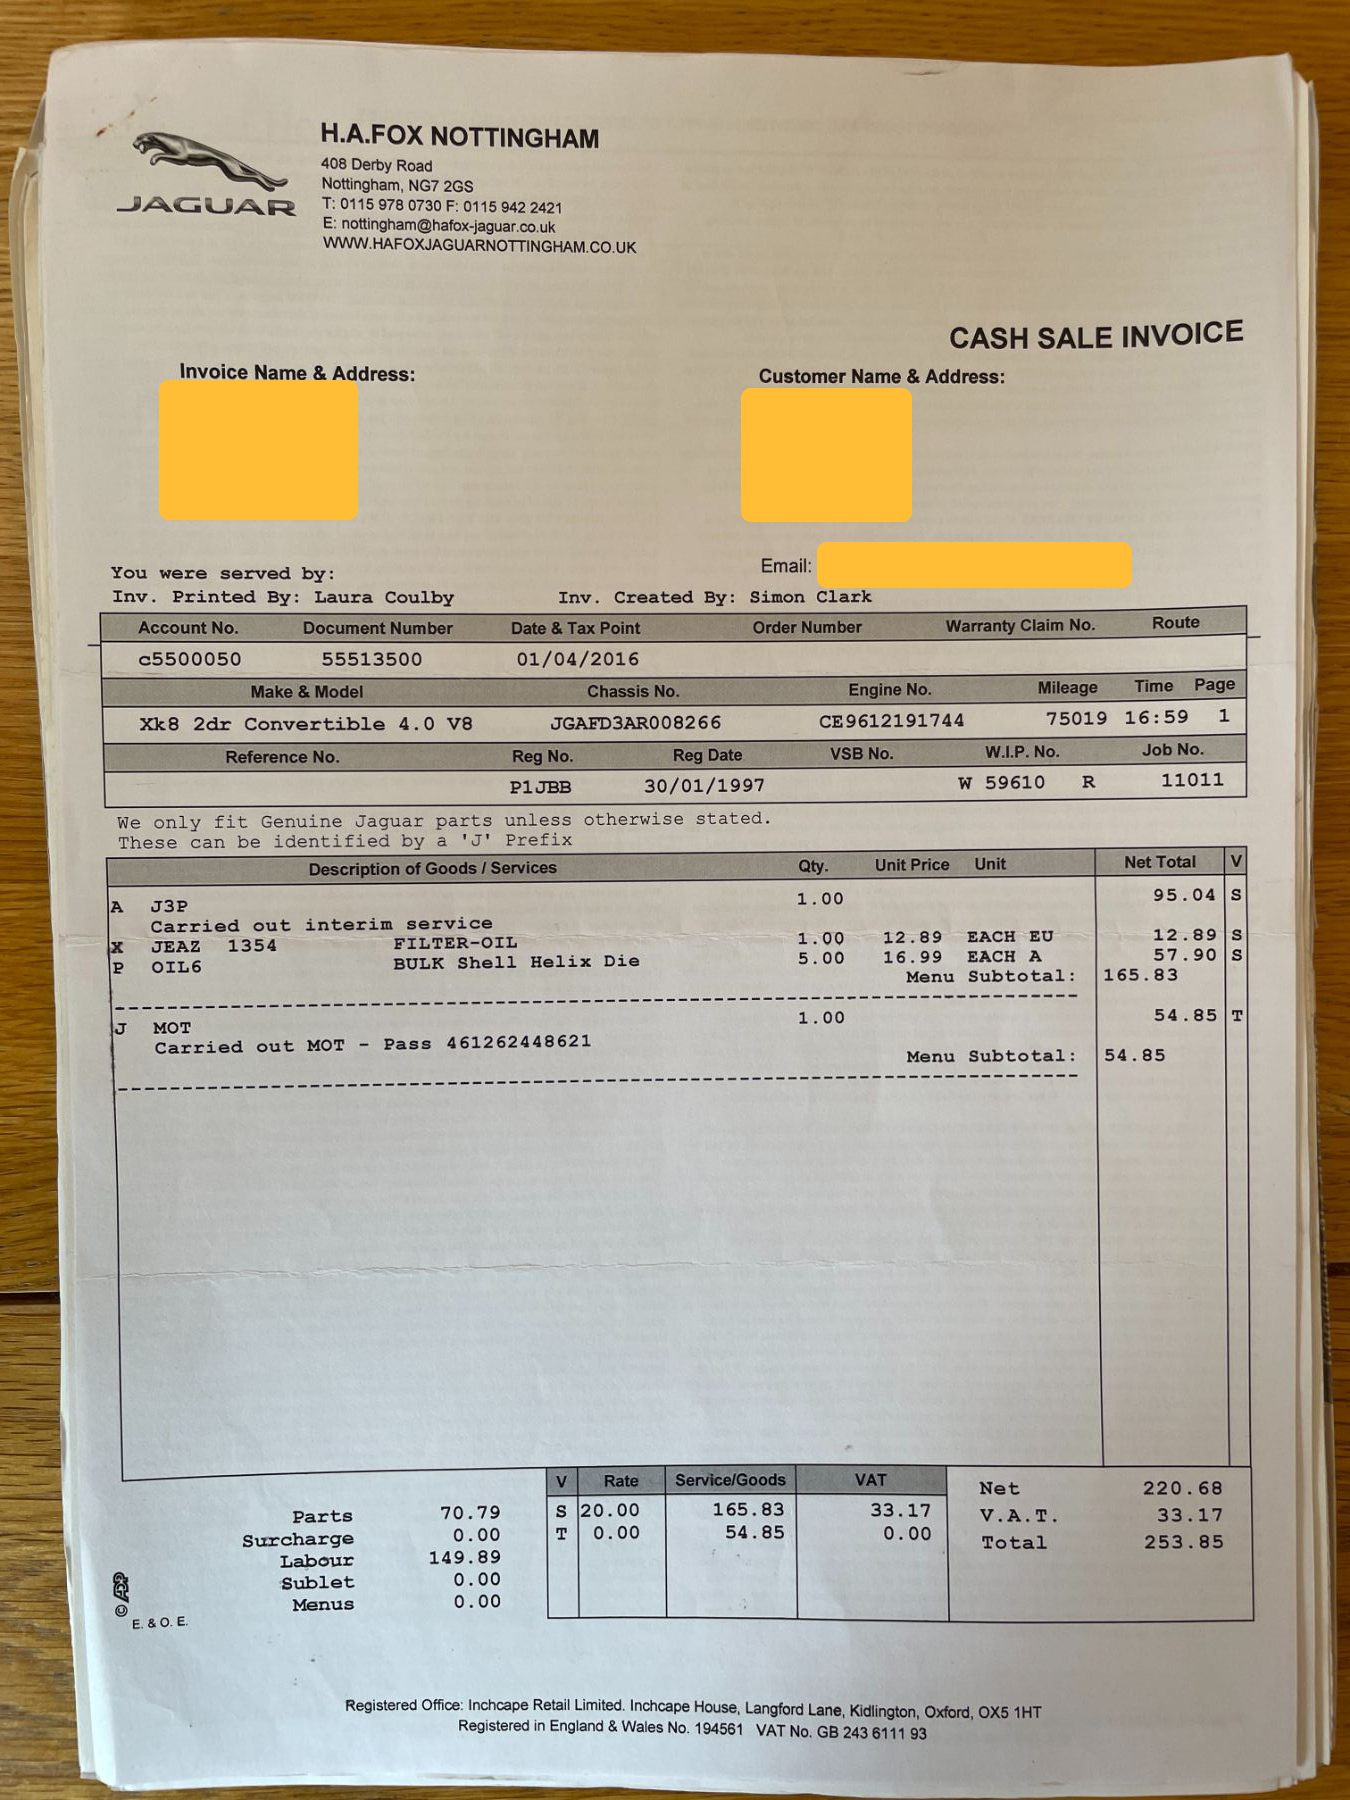 JAGUAR
H.A.FOX NOTTINGHAM
408 Derby Road
Nottingham, NG7 2GS
T: 0115 978 0730 F: 0115 942 2421
E: nottingham@hafox-jaguar.co.uk
WWW.HAFOXJAGUARNOTTINGHAM.CO.UK
CASH SALE INVOICE
Invoice Name & Address: Customer Name & Address:
Email:
You were served by:
Inv. Printed By: Laura Coulby Inv. Created By: Simon Clark
Account No. Document Number Date & Tax Point Order Number Warranty Claim No. Route
c5500050 55513500 01/04/2016
Make & Model Chassis No. Engine No. Mileage Time Page
Xk8 2dr Convertible 4.0 V8 JGAFD3AR008266 CE9612191744 75019 16:59 1
Reference No. Reg No. Reg Date VSB No. W.I.P. No. Job No.
P1JBB 30/01/1997 W 59610 R 11011
We only fit Genuine Jaguar parts unless otherwise stated.
These can be identified by a 'J' Prefix
Description of Goods / Services Qty. Unit Price Unit Net Total V
A J3P 1.00 95.04 S
Carried out interim service
X JEAZ 1354 FILTER-OIL 1.00 12.89 EACH EU 12.89 S
P OIL6 BULK Shell Helix Die 5.00 16.99 EACH A 57.90 S
Menu Subtotal: 165.83
J MOT 1.00 54.85 T
Carried out MOT - Pass 461262448621
Menu Subtotal: 54.85
V Rate Service/Goods VAT
Parts 70.79 S 20.00 165.83 33.17 Net 220.68
Surcharge 0.00 T 0.00 54.85 0.00 V.A.T. 33.17
Labour 149.89 Total 253.85
Sublet 0.00
Menus 0.00
© ADP
E. & O. E.
Registered Office: Inchcape Retail Limited. Inchcape House, Langford Lane, Kidlington, Oxford, OX5 1HT
Registered in England & Wales No. 194561 VAT No. GB 243 6111 93